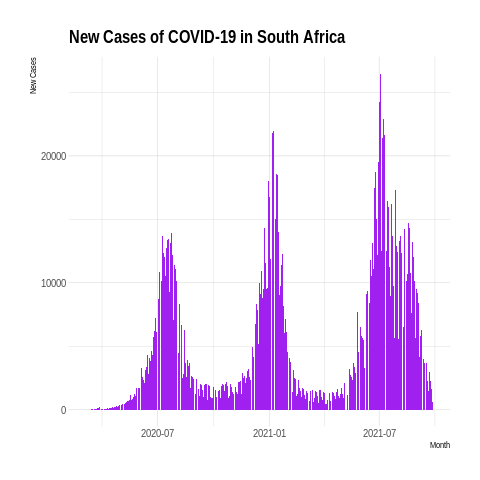 New Cases of COVID-19 in South Africa
New Cases
20000
10000
0
2020-07
2021-01
2021-07
Month